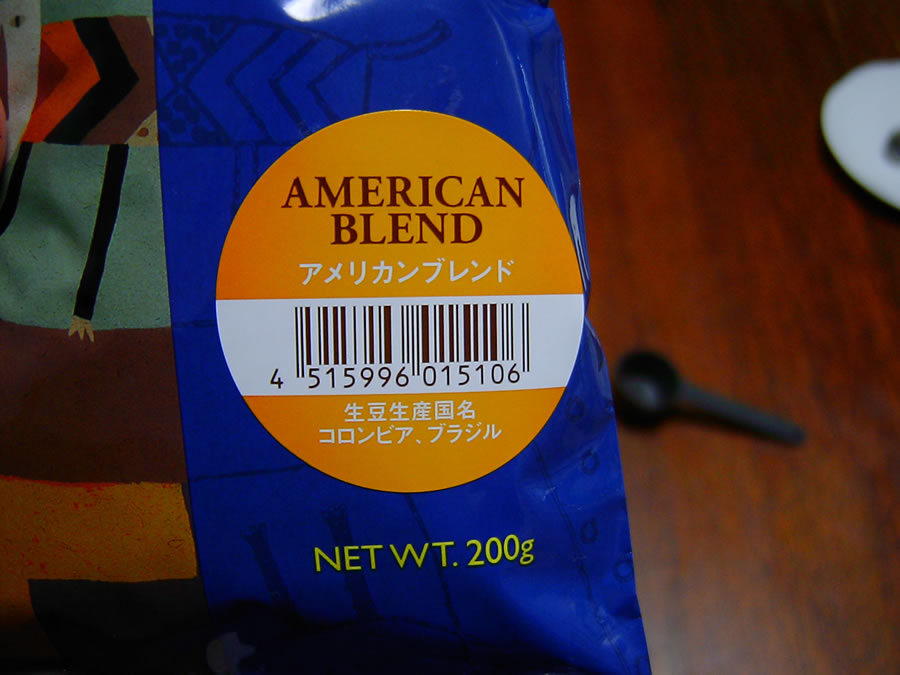 AMERICAN
BLEND
アメリカンブレンド
4 515996 015106
生豆生産国名
コロンビア、ブラジル
NET WT. 200g